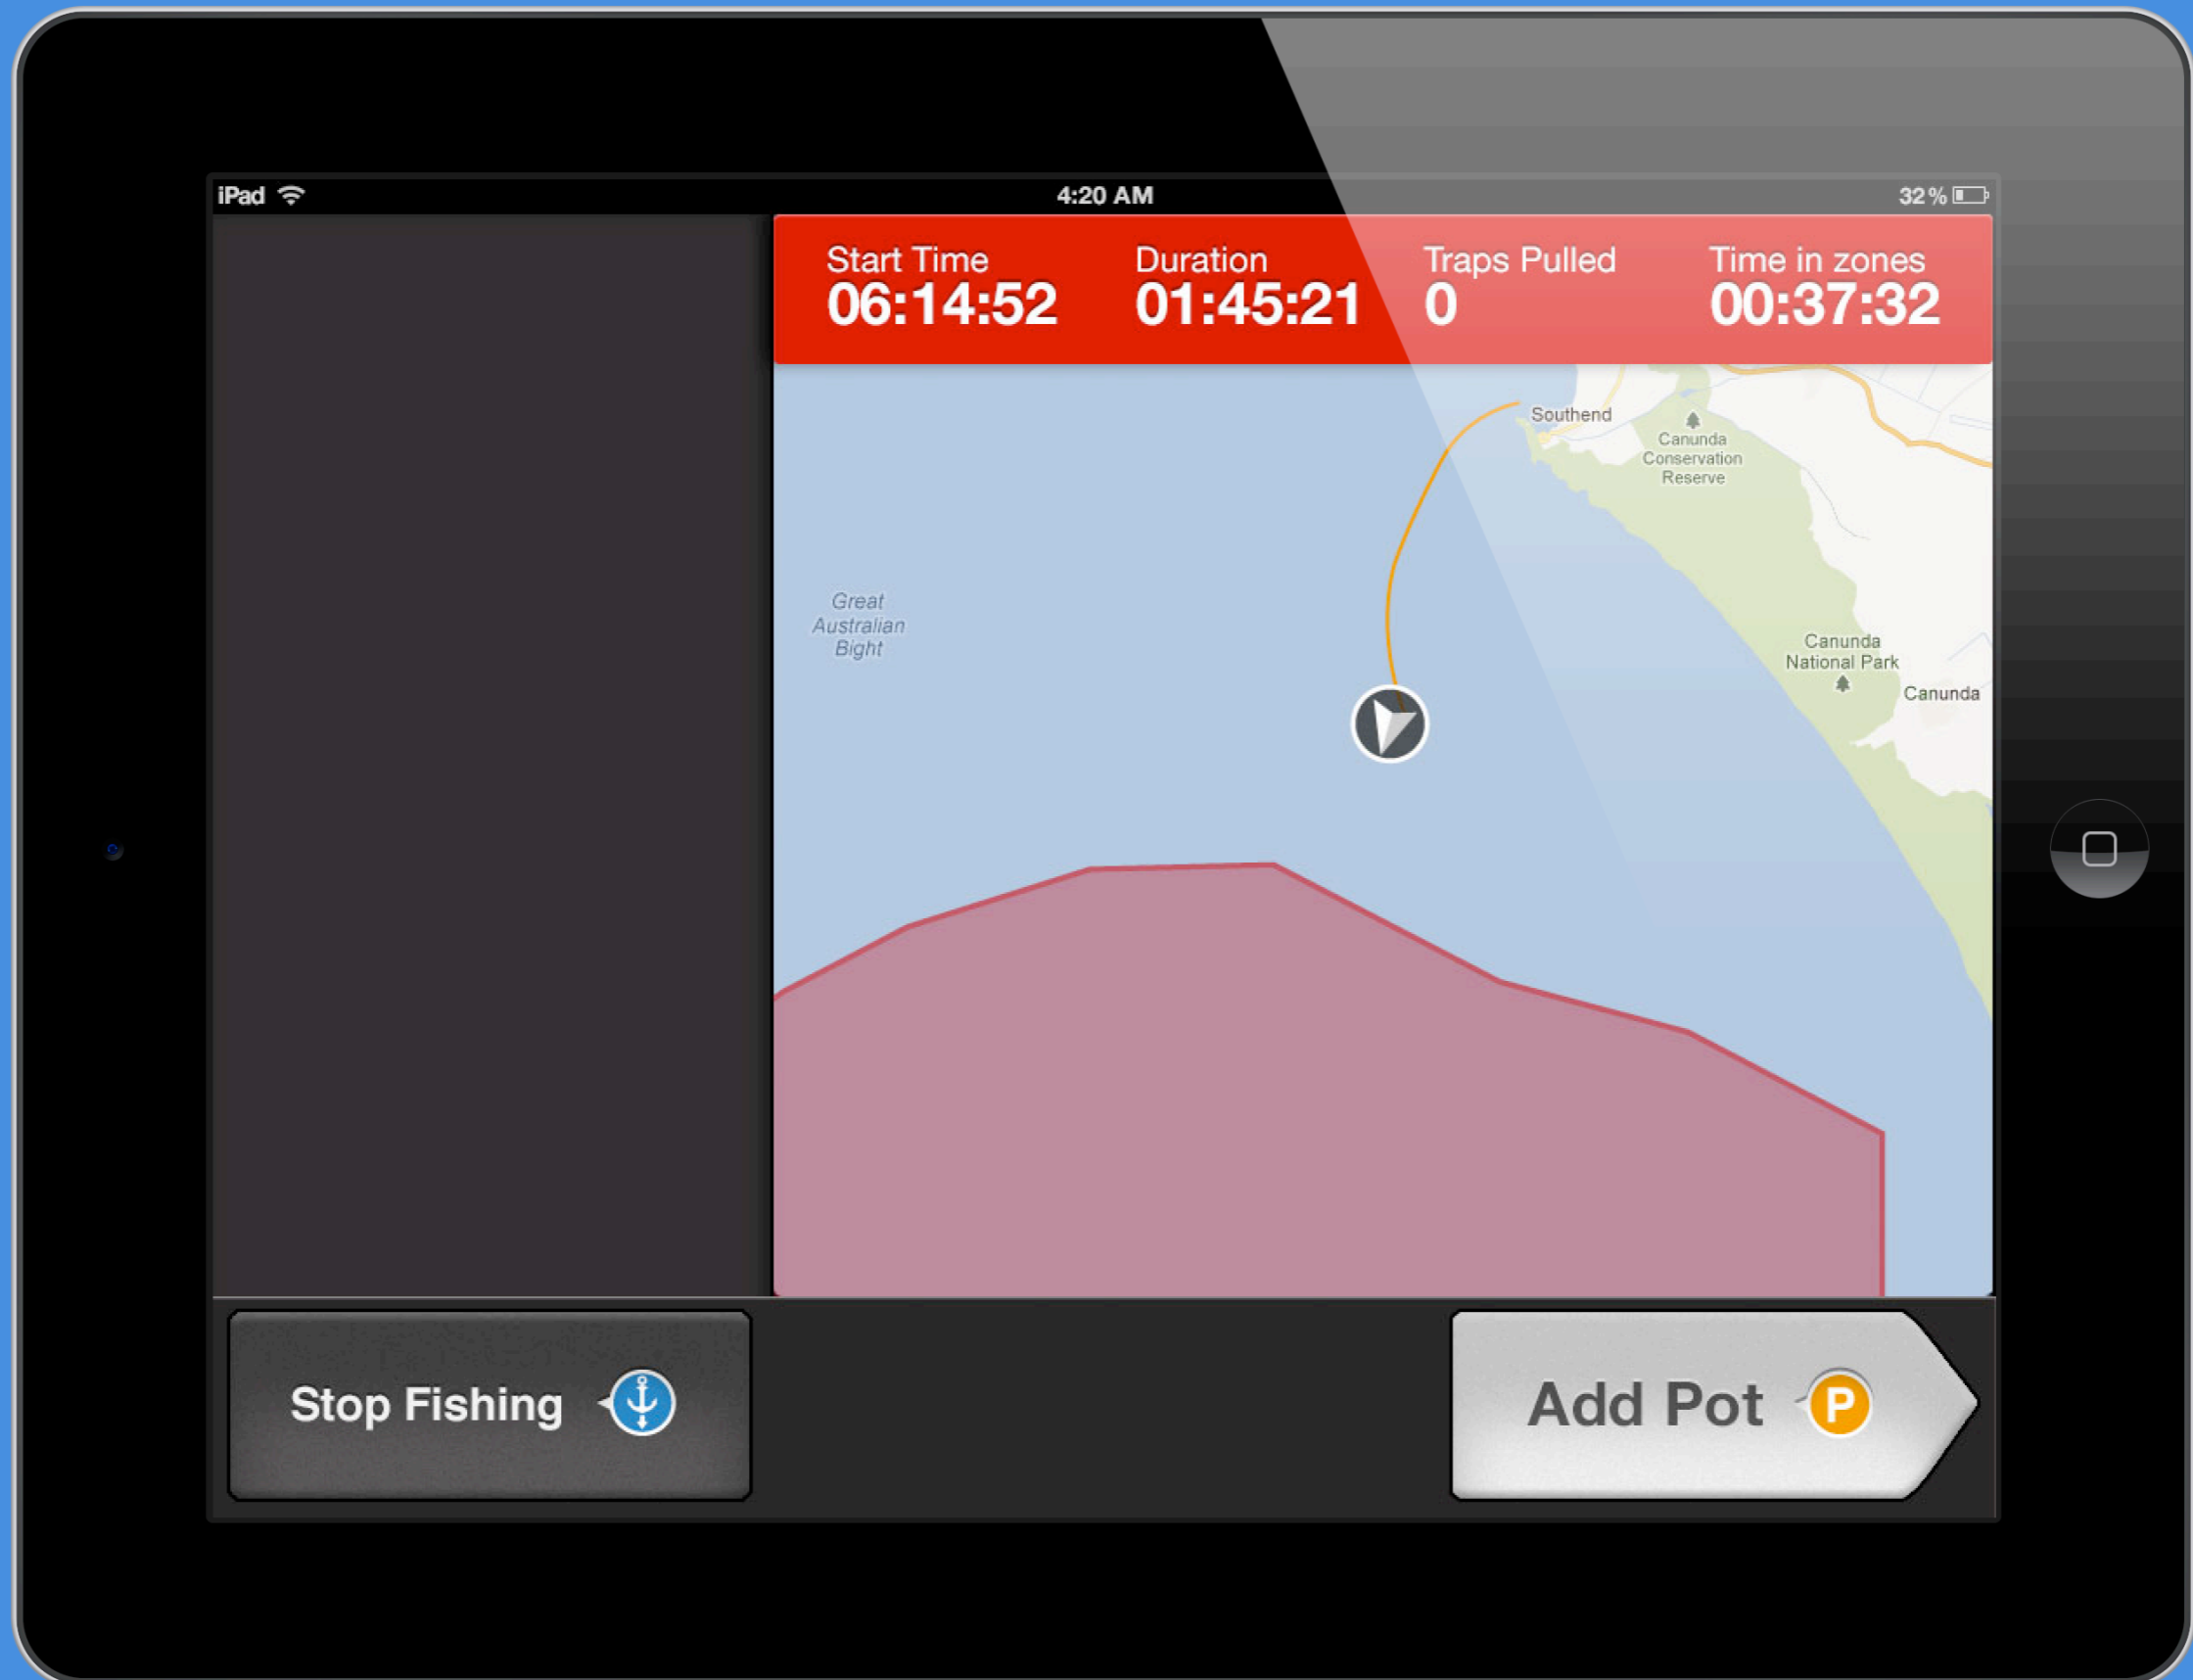 iPad
4:20 AM
32%
Start Time
06:14:52
Duration
01:45:21
Traps Pulled
0
Time in zones
00:37:32
Southend
Canunda
Conservation
Reserve
Great
Australian
Bight
Canunda
National Park
Canunda
Stop Fishing
Add Pot
P